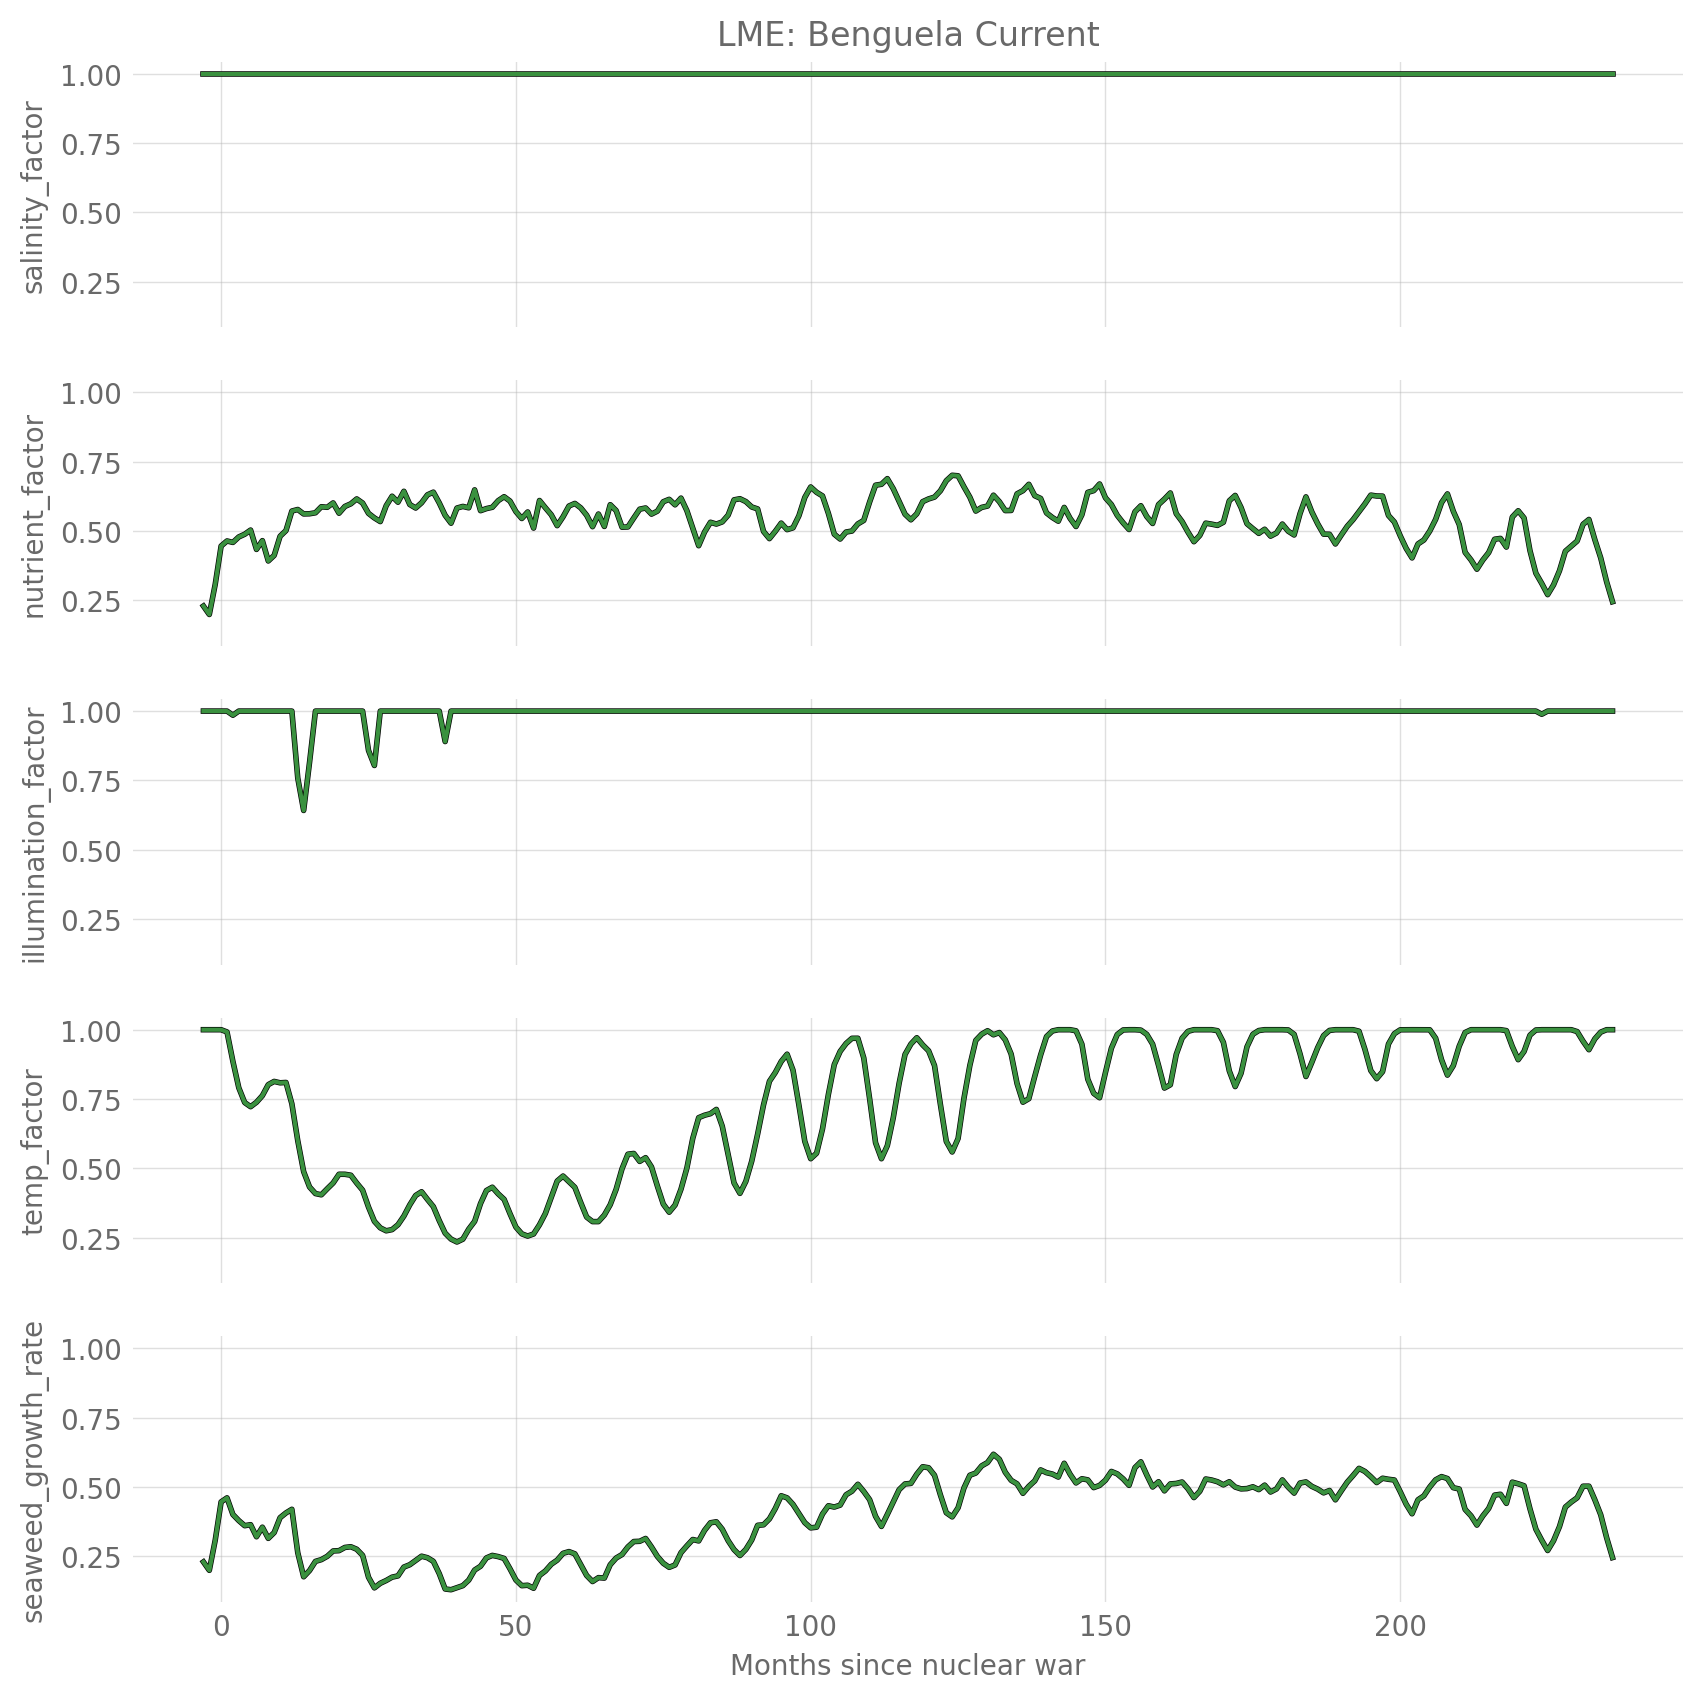 LME: Benguela Current
salinity_factor
1.00
0.75
0.50
0.25
nutrient_factor
1.00
0.75
0.50
0.25
illumination_factor
1.00
0.75
0.50
0.25
temp_factor
1.00
0.75
0.50
0.25
seaweed_growth_rate
1.00
0.75
0.50
0.25
0 50 100 150 200
Months since nuclear war